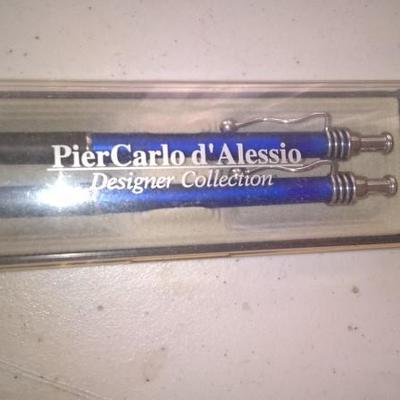 PierCarlo d'Alessio
Designer Collection